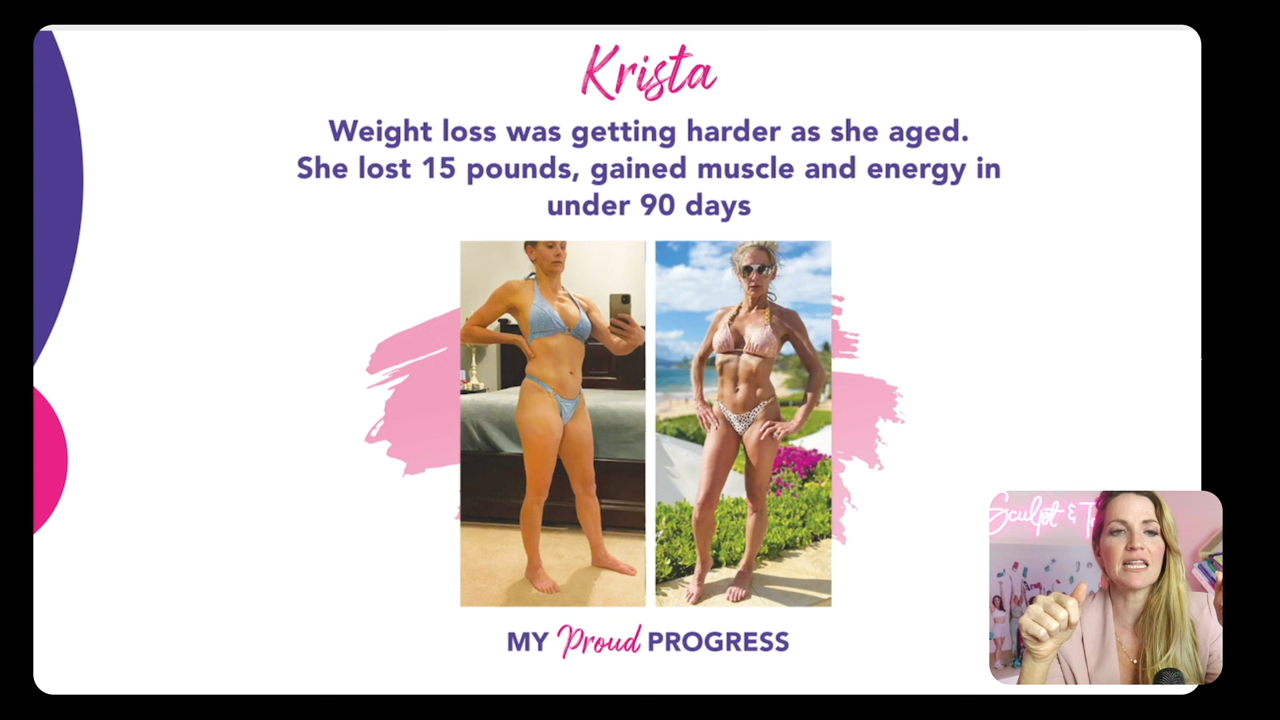 Krista
Weight loss was getting harder as she aged.
She lost 15 pounds, gained muscle and energy in
under 90 days
MY Proud PROGRESS
Sculpt & T